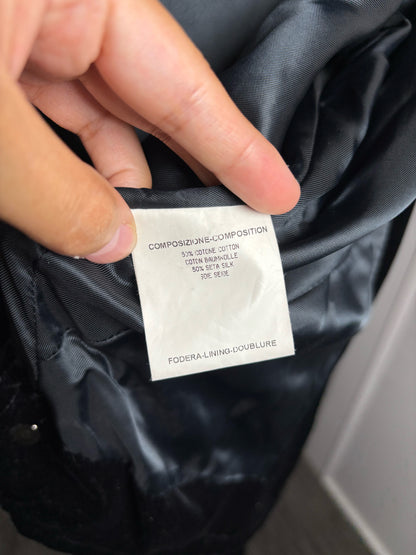 COMPOSIZIONE-COMPOSITION
50% COTONE COTTON
COTON BAUMWOLLE
50% SETA SILK
SOIE SEIDE
FODERA-LINING-DOUBLURE